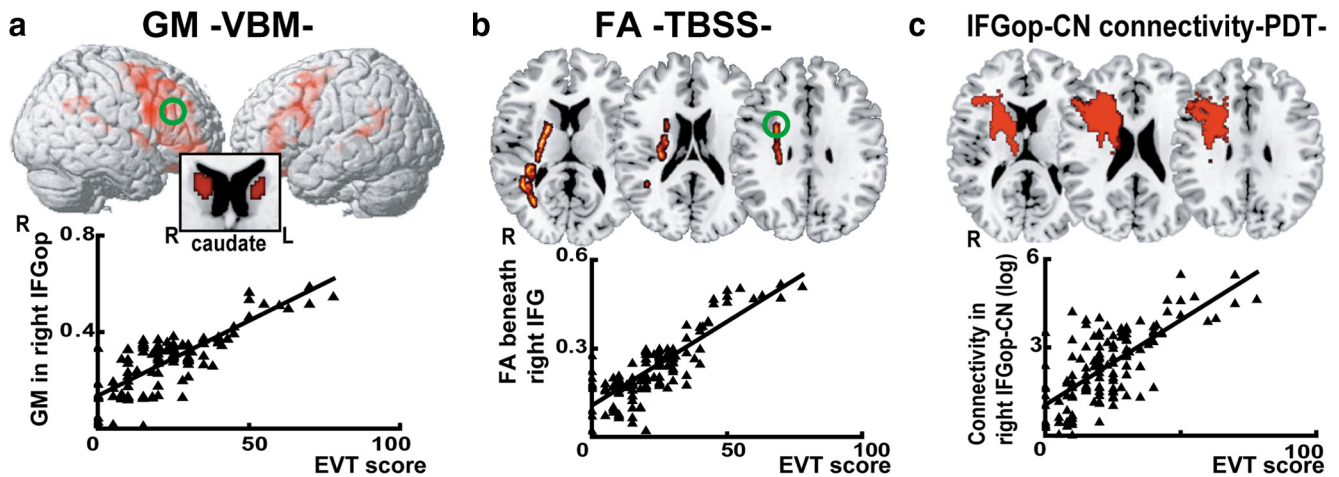 a
GM -VBM-
R
R
caudate
L
GM in right IFGop
0.8
0.4
0
50
100
EVT score
b
FA -TBSS-
R
FA beneath
right IFG
0.6
0.3
0
50
100
EVT score
c
IFGop-CN connectivity-PDT-
R
Connectivity in
right IFGop-CN (log)
6
3
0
100
EVT score